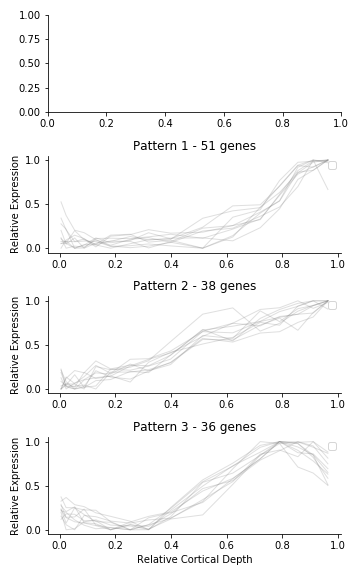 1.00
0.75
0.50
0.25
0.00
0.0 0.2 0.4 0.6 0.8 1.0
Pattern 1 - 51 genes
Relative Expression
1.0
0.5
0.0
0.0 0.2 0.4 0.6 0.8 1.0
Pattern 2 - 38 genes
Relative Expression
1.0
0.5
0.0
0.0 0.2 0.4 0.6 0.8 1.0
Pattern 3 - 36 genes
Relative Expression
1.0
0.5
0.0
0.0 0.2 0.4 0.6 0.8 1.0
Relative Cortical Depth